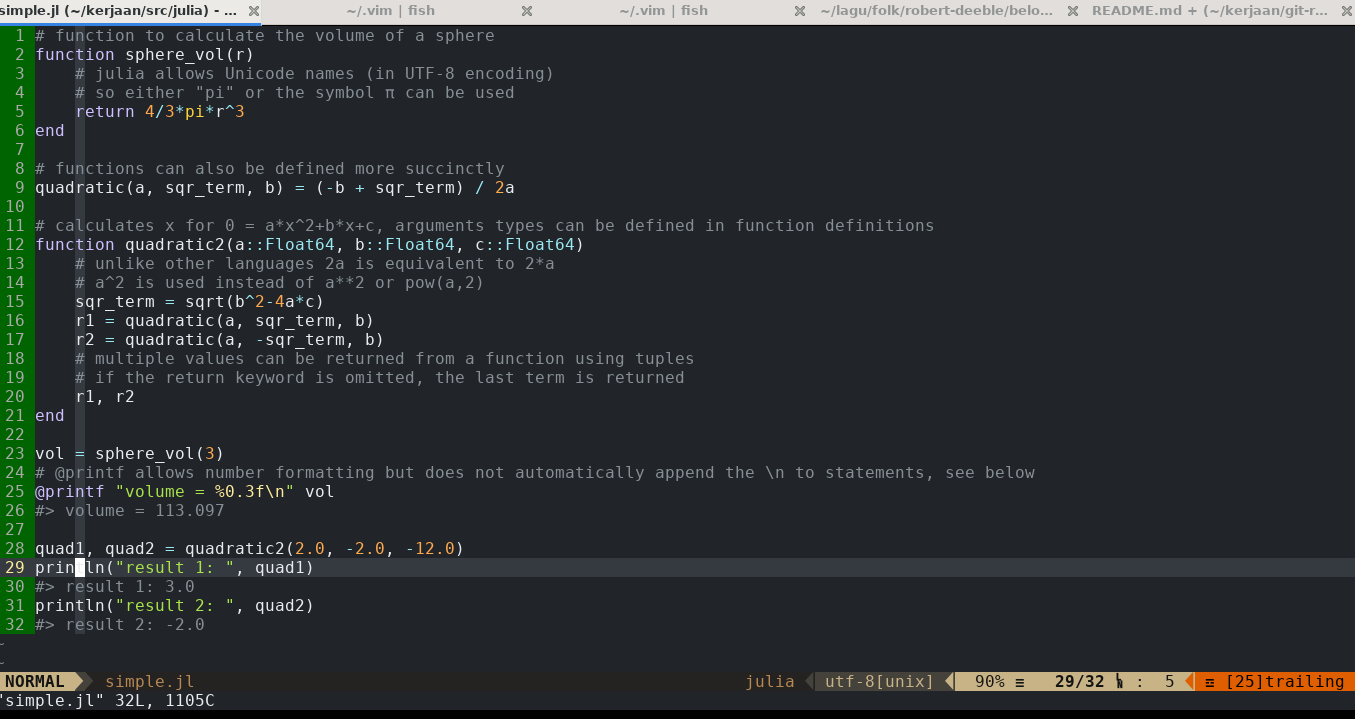 simple.jl (~/kerjaan/src/julia) - ...
~/.vim | fish
~/.vim | fish
~/lagu/folk/robert-deeble/belo...
README.md + (~/kerjaan/git-r...
1 # function to calculate the volume of a sphere
2 function sphere_vol(r)
3     # julia allows Unicode names (in UTF-8 encoding)
4     # so either "pi" or the symbol π can be used
5     return 4/3*pi*r^3
6 end
7
8 # functions can also be defined more succinctly
9 quadratic(a, sqr_term, b) = (-b + sqr_term) / 2a
10
11 # calculates x for 0 = a*x^2+b*x+c, arguments types can be defined in function definitions
12 function quadratic2(a::Float64, b::Float64, c::Float64)
13     # unlike other languages 2a is equivalent to 2*a
14     # a^2 is used instead of a**2 or pow(a,2)
15     sqr_term = sqrt(b^2-4a*c)
16     r1 = quadratic(a, sqr_term, b)
17     r2 = quadratic(a, -sqr_term, b)
18     # multiple values can be returned from a function using tuples
19     # if the return keyword is omitted, the last term is returned
20     r1, r2
21 end
22
23 vol = sphere_vol(3)
24 # @printf allows number formatting but does not automatically append the \n to statements, see below
25 @printf "volume = %0.3f\n" vol
26 #> volume = 113.097
27
28 quad1, quad2 = quadratic2(2.0, -2.0, -12.0)
29 println("result 1: ", quad1)
30 #> result 1: 3.0
31 println("result 2: ", quad2)
32 #> result 2: -2.0
~
~
NORMAL simple.jl julia utf-8[unix] 90% ≡ 29/32 : 5 ☲ [25]trailing
"simple.jl" 32L, 1105C